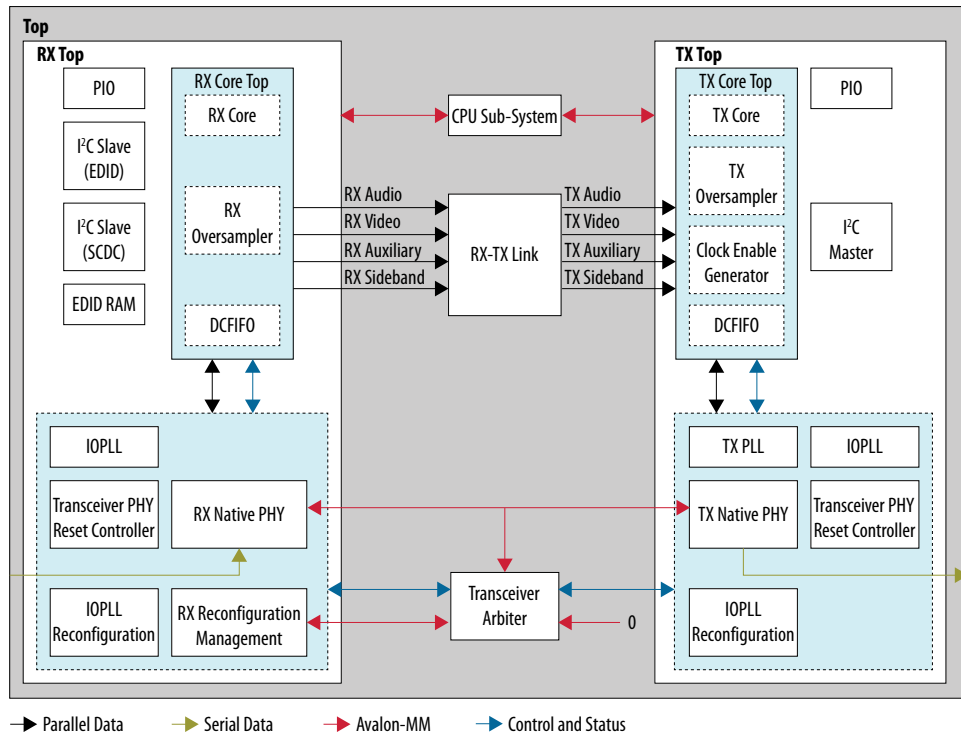 Top
RX Top
PIO
I²C Slave
(EDID)
I²C Slave
(SCDC)
EDID RAM
RX Core Top
RX Core
RX
Oversampler
DCFIFO
CPU Sub-System
RX Audio
RX Video
RX Auxiliary
RX Sideband
RX-TX Link
TX Audio
TX Video
TX Auxiliary
TX Sideband
TX Top
TX Core Top
TX Core
TX
Oversampler
Clock Enable
Generator
DCFIFO
PIO
I²C
Master
IOPLL
Transceiver PHY
Reset Controller
RX Native PHY
IOPLL
Reconfiguration
RX Reconfiguration
Management
Transceiver
Arbiter
0
TX PLL
IOPLL
TX Native PHY
Transceiver PHY
Reset Controller
IOPLL
Reconfiguration
Parallel Data
Serial Data
Avalon-MM
Control and Status